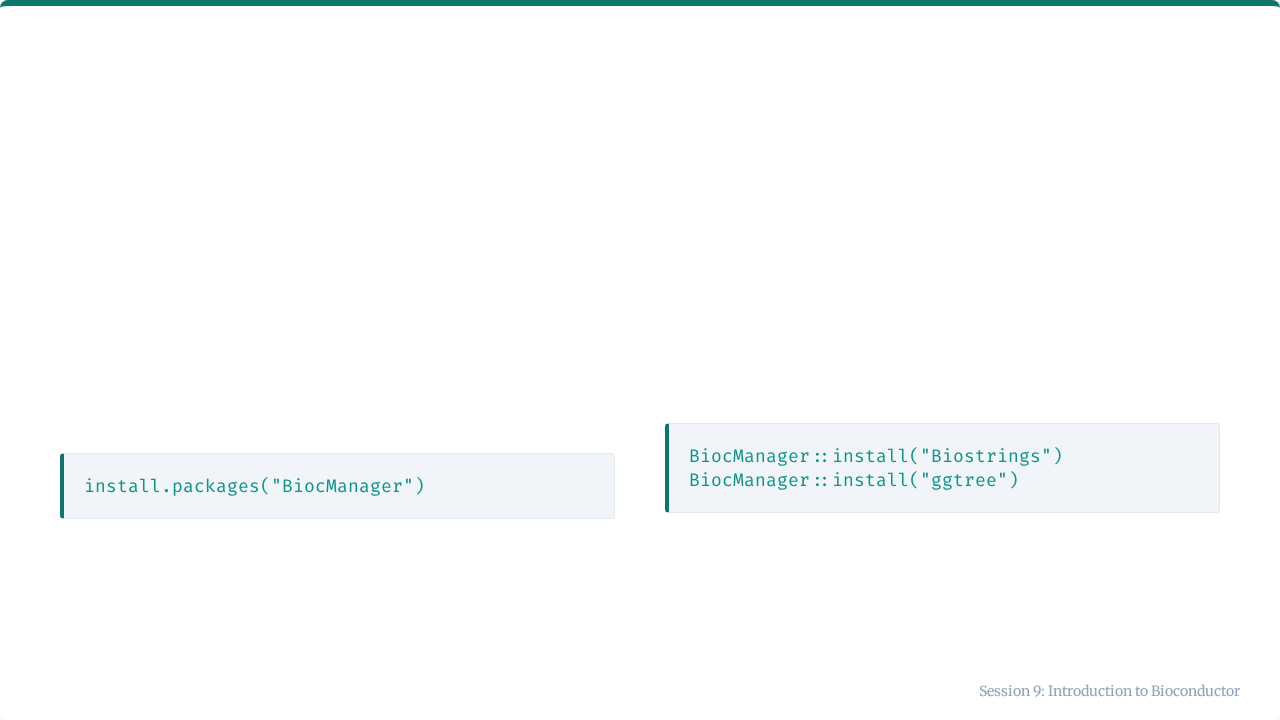 install.packages("BiocManager")
BiocManager::install("Biostrings")
BiocManager::install("ggtree")
Session 9: Introduction to Bioconductor